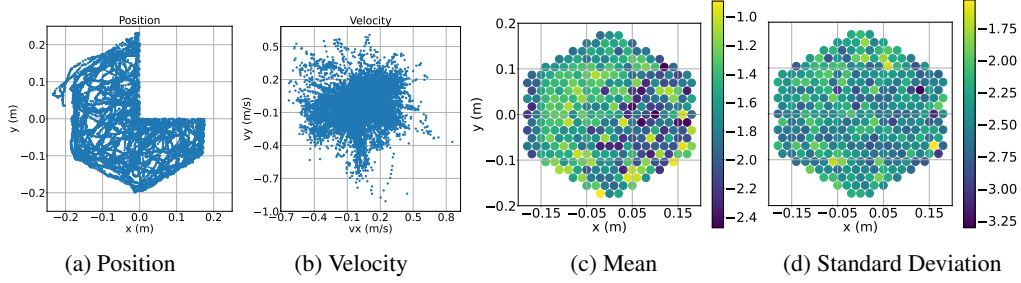 Position
y (m)
0.2
0.1
0.0
−0.1
−0.2
−0.2 −0.1 0.0 0.1
x (m)
Velocity
vy (m/s)
0.5
0.2
−0.1
−0.4
−0.7
−1.0
−0.7 −0.4 −0.1 0.2 0.5 0.8
vx (m/s)
y (m)
0.2
0.1
0.0
−0.1
−0.2
−0.15 −0.05 0.05 0.15
x (m)
−1.0
−1.2
−1.4
−1.6
−1.8
−2.0
−2.2
−2.4
−0.15 −0.05 0.05 0.15
x (m)
−1.75
−2.00
−2.25
−2.50
−2.75
−3.00
−3.25
(a) Position
(b) Velocity
(c) Mean
(d) Standard Deviation